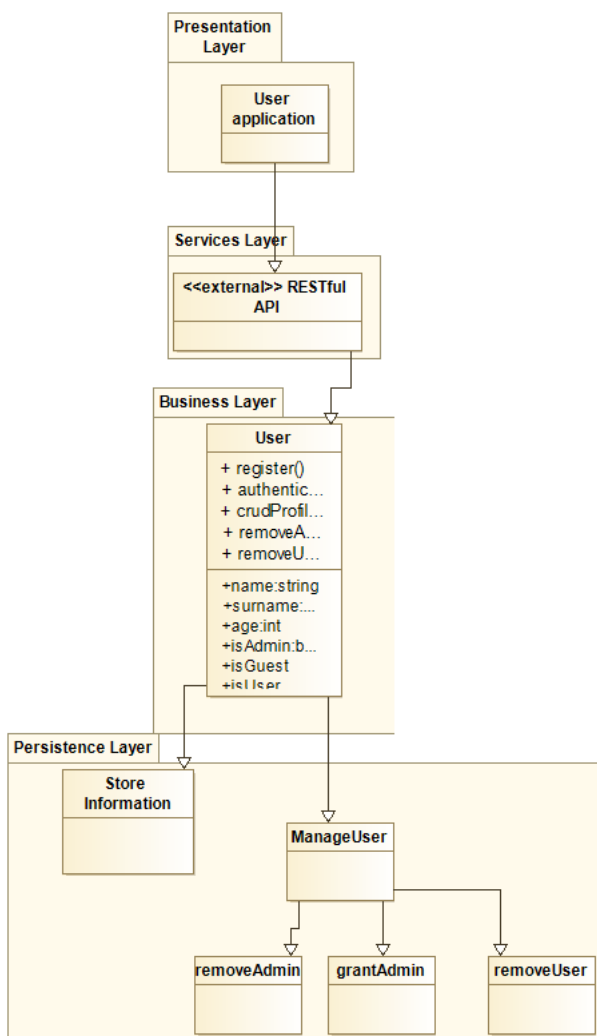 Presentation
Layer
User
application
Services Layer
<<external>> RESTful
API
Business Layer
User
+ register()
+ authentic...
+ crudProfil...
+ removeA...
+ removeU...
+name:string
+surname:...
+age:int
+isAdmin:b...
+isGuest
+isUser
Persistence Layer
Store
Information
ManageUser
removeAdmin
grantAdmin
removeUser